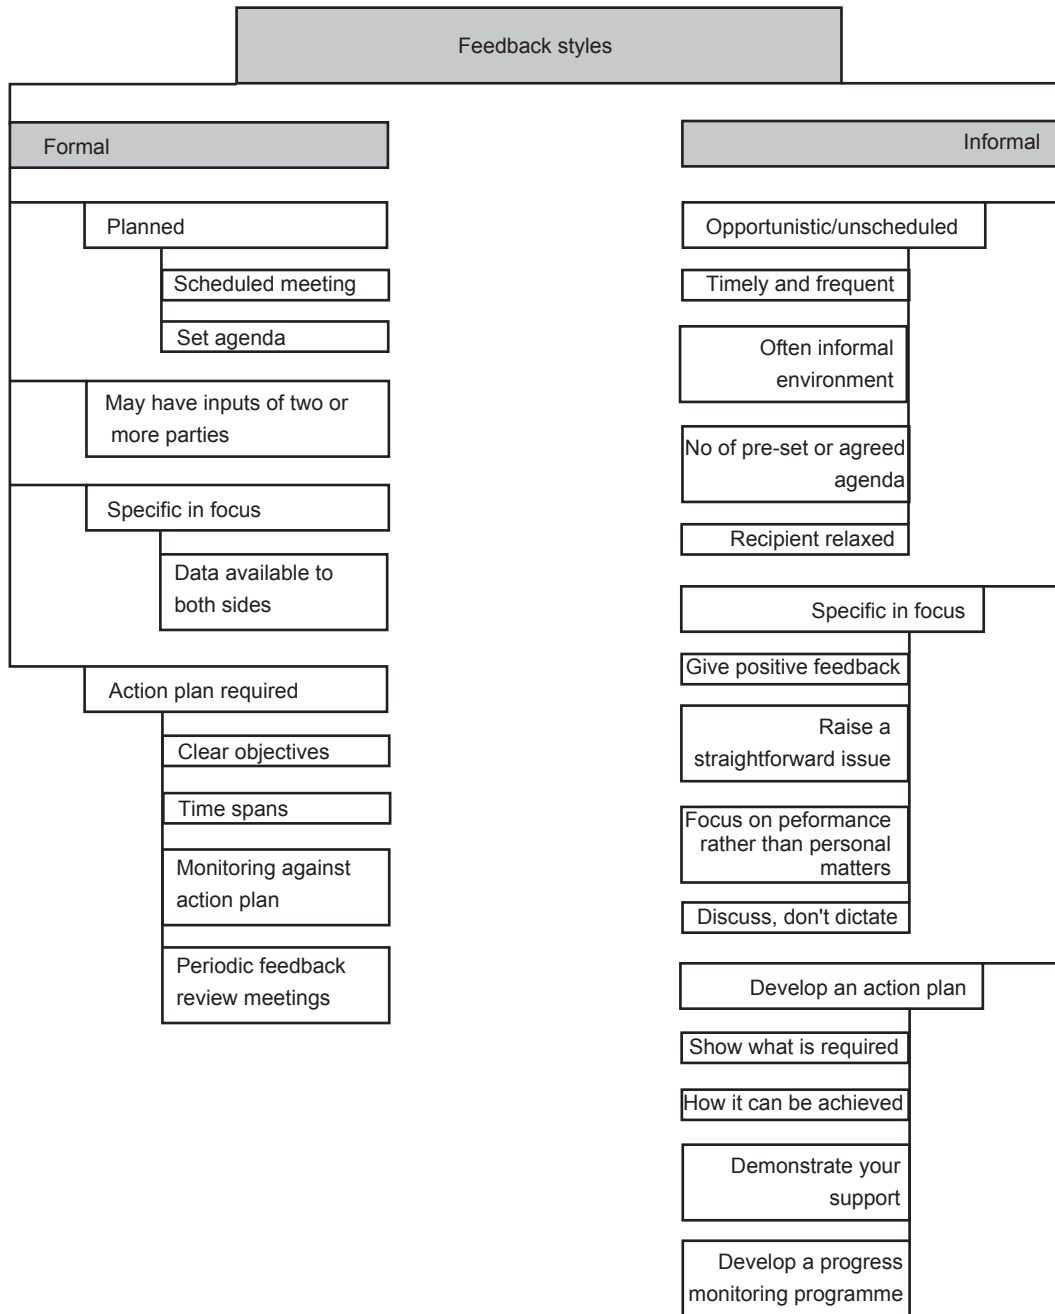 Feedback styles
Formal
Planned
Scheduled meeting
Set agenda
May have inputs of two or
more parties
Specific in focus
Data available to
both sides
Action plan required
Clear objectives
Time spans
Monitoring against
action plan
Periodic feedback
review meetings
Informal
Opportunistic/unscheduled
Timely and frequent
Often informal
environment
No of pre-set or agreed
agenda
Recipient relaxed
Specific in focus
Give positive feedback
Raise a
straightforward issue
Focus on peformance
rather than personal
matters
Discuss, don't dictate
Develop an action plan
Show what is required
How it can be achieved
Demonstrate your
support
Develop a progress
monitoring programme